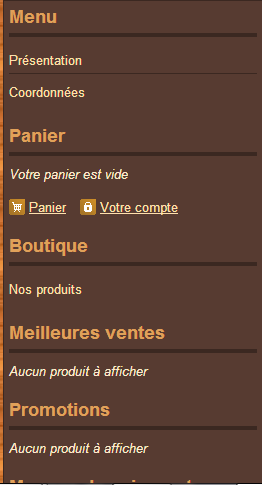 Menu
Présentation
Coordonnées
Panier
Votre panier est vide
Panier Votre compte
Boutique
Nos produits
Meilleures ventes
Aucun produit à afficher
Promotions
Aucun produit à afficher